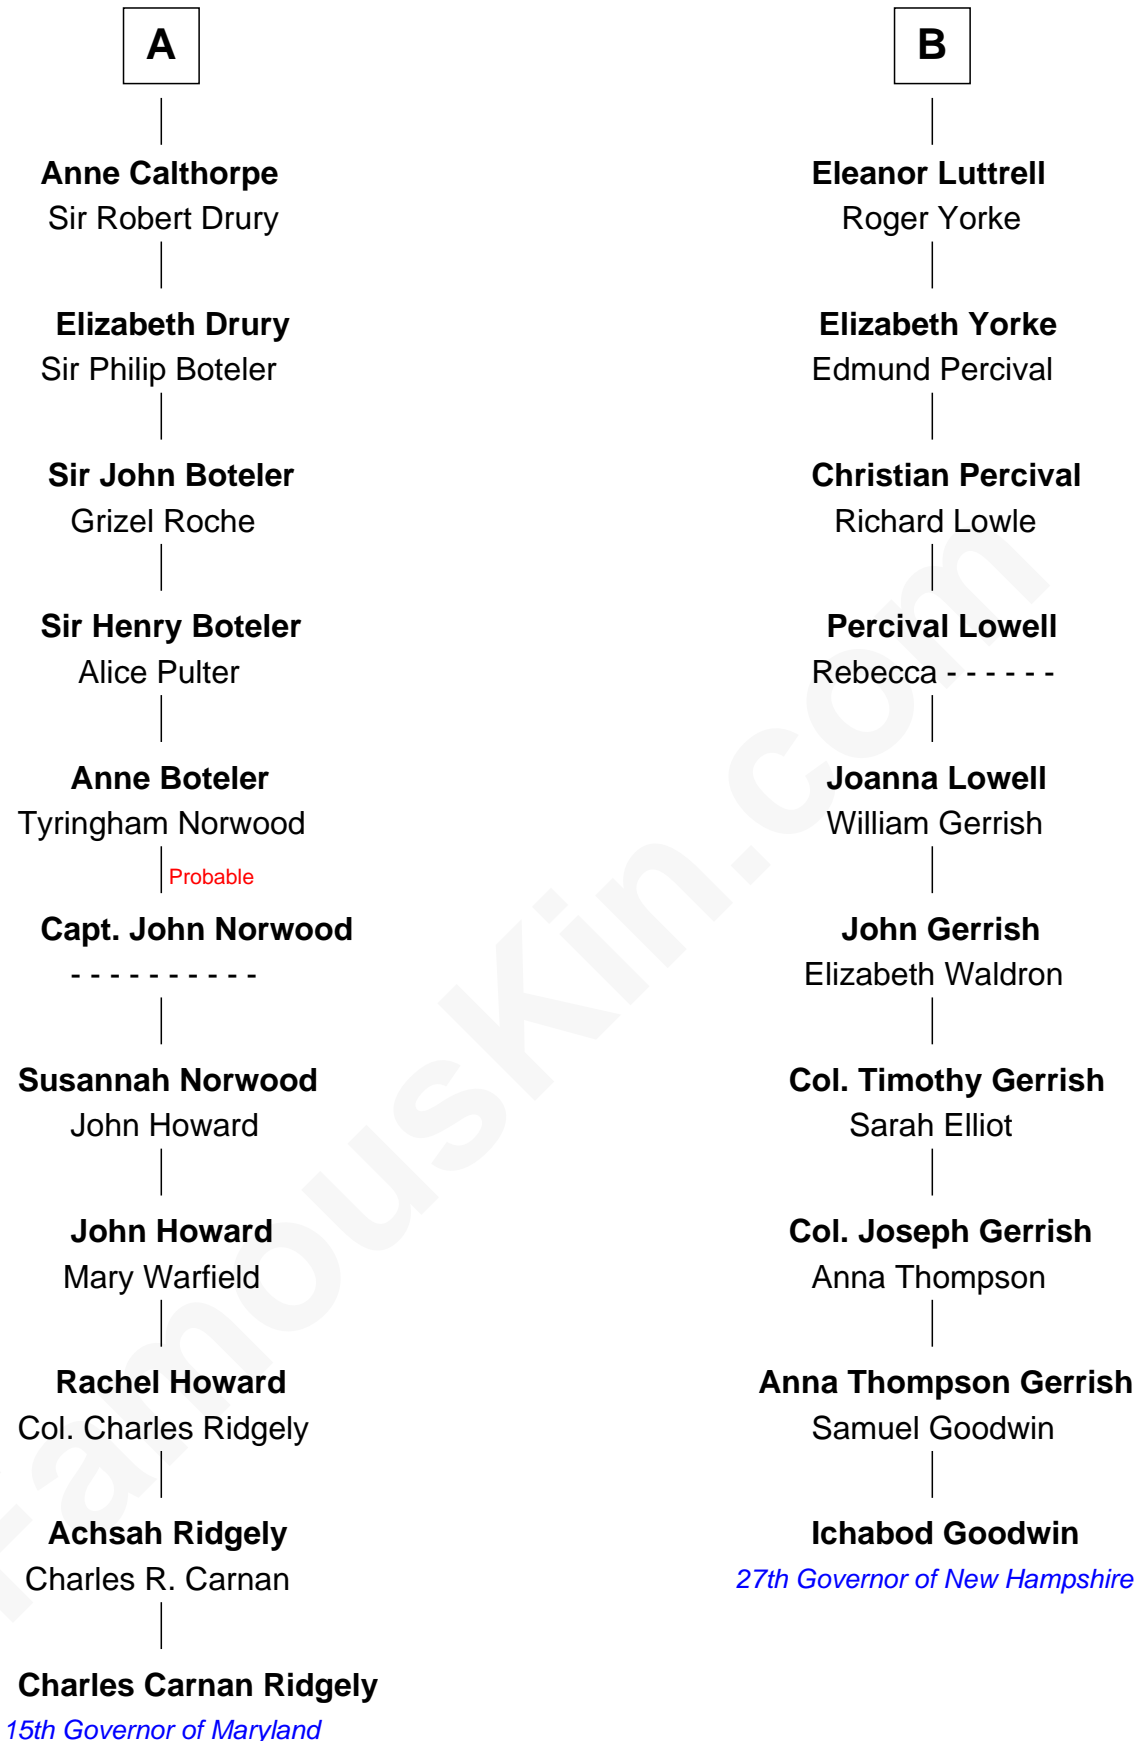 A
Anne Calthorpe
Sir Robert Drury
Elizabeth Drury
Sir Philip Boteler
Sir John Boteler
Grizel Roche
Sir Henry Boteler
Alice Pulter
Anne Boteler
Tyringham Norwood
Probable
Capt. John Norwood
- - - - - - - - - -
Susannah Norwood
John Howard
John Howard
Mary Warfield
Rachel Howard
Col. Charles Ridgely
Achsah Ridgely
Charles R. Carnan
Charles Carnan Ridgely
15th Governor of Maryland
B
Eleanor Luttrell
Roger Yorke
Elizabeth Yorke
Edmund Percival
Christian Percival
Richard Lowle
Percival Lowell
Rebecca - - - - - -
Joanna Lowell
William Gerrish
John Gerrish
Elizabeth Waldron
Col. Timothy Gerrish
Sarah Elliot
Col. Joseph Gerrish
Anna Thompson
Anna Thompson Gerrish
Samuel Goodwin
Ichabod Goodwin
27th Governor of New Hampshire
FamousKin.com